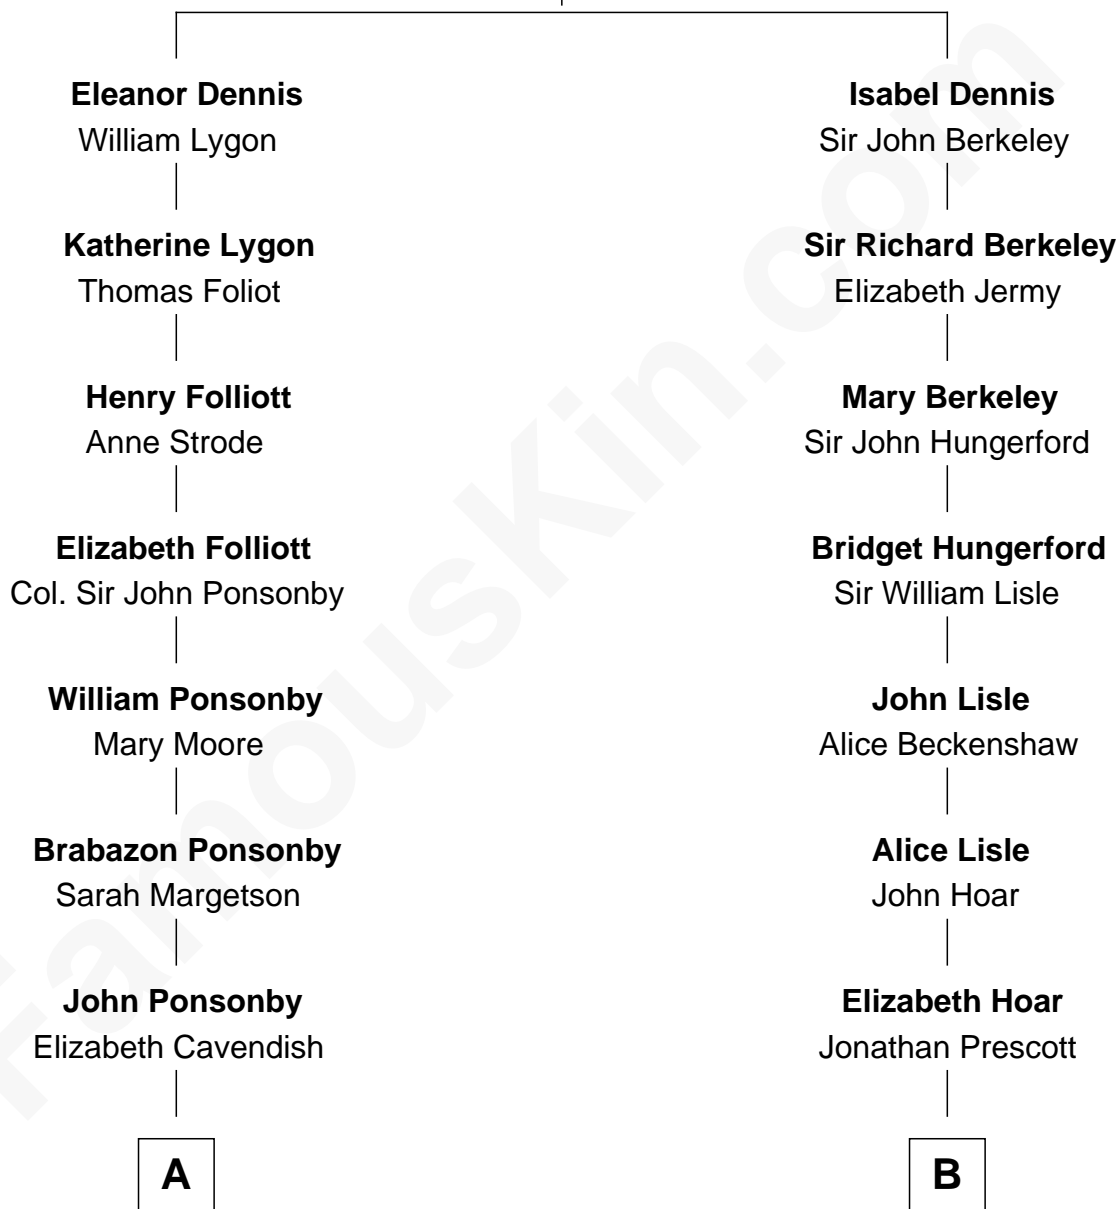 Eleanor Dennis
William Lygon
Isabel Dennis
Sir John Berkeley
Katherine Lygon
Thomas Foliot
Sir Richard Berkeley
Elizabeth Jermy
Henry Folliott
Anne Strode
Mary Berkeley
Sir John Hungerford
Elizabeth Folliott
Col. Sir John Ponsonby
Bridget Hungerford
Sir William Lisle
William Ponsonby
Mary Moore
John Lisle
Alice Beckenshaw
Brabazon Ponsonby
Sarah Margetson
Alice Lisle
John Hoar
John Ponsonby
Elizabeth Cavendish
Elizabeth Hoar
Jonathan Prescott
A
B
FamousKin.com